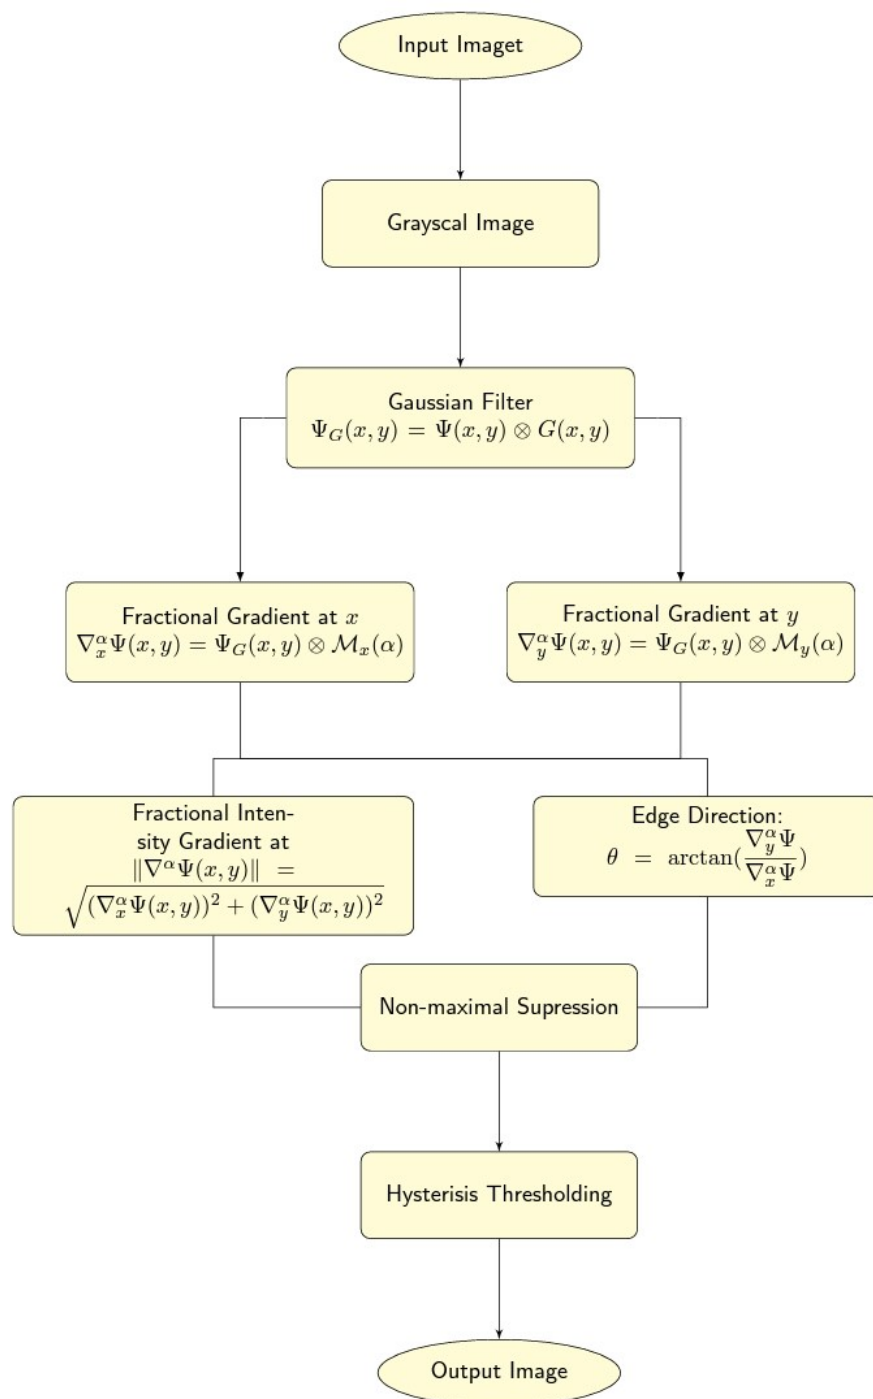 Input Imaget
Grayscal Image
Gaussian Filter
Ψ_G(x, y) = Ψ(x, y) ⊗ G(x, y)
Fractional Gradient at x
∇_x^α Ψ(x, y) = Ψ_G(x, y) ⊗ ℳ_x(α)
Fractional Gradient at y
∇_y^α Ψ(x, y) = Ψ_G(x, y) ⊗ ℳ_y(α)
Fractional Inten-
sity Gradient at
‖∇^α Ψ(x, y)‖ =
√((∇_x^α Ψ(x, y))² + (∇_y^α Ψ(x, y))²)
Edge Direction:
θ = arctan(∇_y^α Ψ / ∇_x^α Ψ)
Non-maximal Supression
Hysterisis Thresholding
Output Image